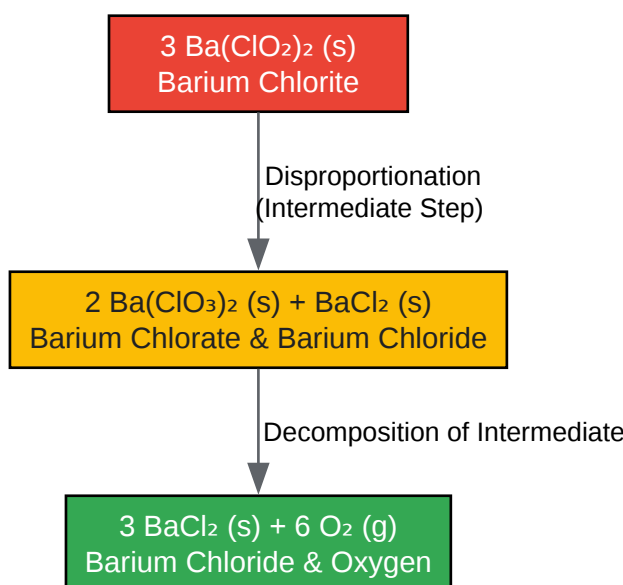 3 Ba(ClO₂)₂ (s)
Barium Chlorite
Disproportionation
(Intermediate Step)
2 Ba(ClO₃)₂ (s) + BaCl₂ (s)
Barium Chlorate & Barium Chloride
Decomposition of Intermediate
3 BaCl₂ (s) + 6 O₂ (g)
Barium Chloride & Oxygen